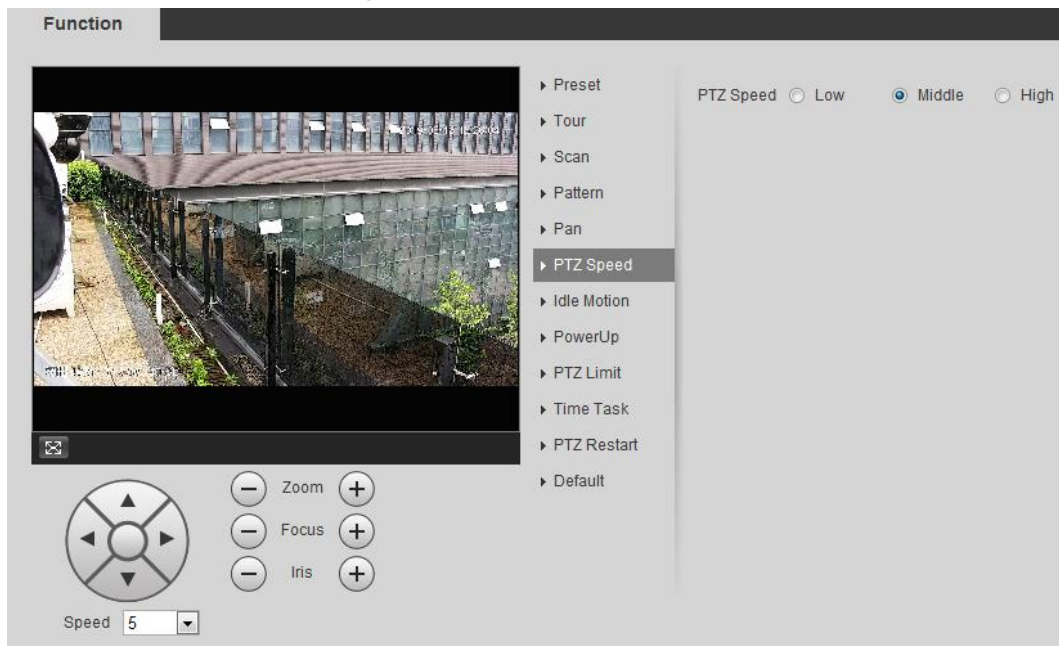 Function
Preset
PTZ Speed Low Middle High
Tour
Scan
Pattern
Pan
PTZ Speed
Idle Motion
PowerUp
PTZ Limit
Time Task
PTZ Restart
Default
Zoom
Focus
Iris
Speed 5